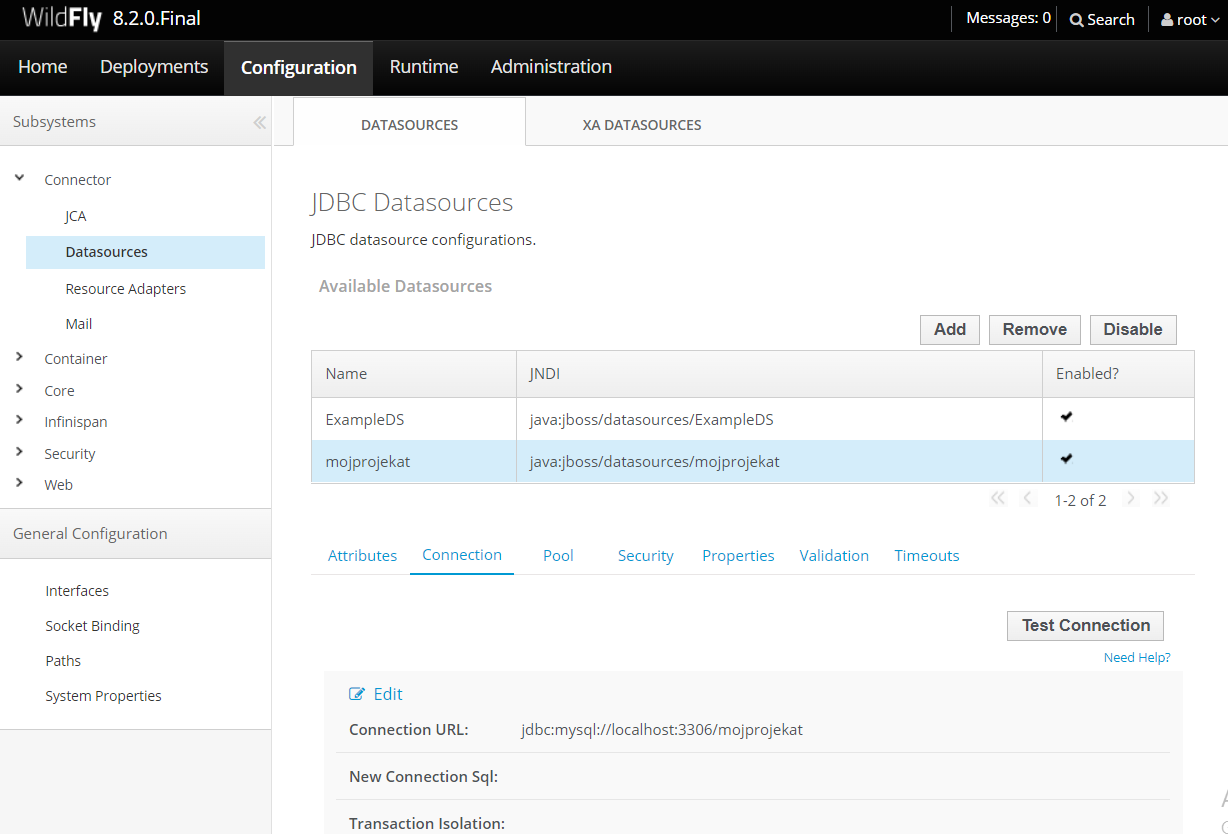 WildFly 8.2.0.Final
Messages: 0
Search
root
Home
Deployments
Configuration
Runtime
Administration
Subsystems
Connector
JCA
Datasources
Resource Adapters
Mail
Container
Core
Infinispan
Security
Web
General Configuration
Interfaces
Socket Binding
Paths
System Properties
DATASOURCES
XA DATASOURCES
JDBC Datasources
JDBC datasource configurations.
Available Datasources
Add
Remove
Disable
Name
JNDI
Enabled?
ExampleDS
java:jboss/datasources/ExampleDS
mojprojekat
java:jboss/datasources/mojprojekat
1-2 of 2
Attributes
Connection
Pool
Security
Properties
Validation
Timeouts
Test Connection
Need Help?
Edit
Connection URL:
jdbc:mysql://localhost:3306/mojprojekat
New Connection Sql:
Transaction Isolation: